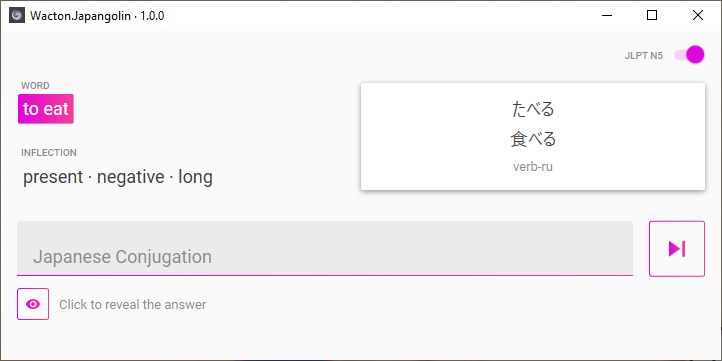 Wacton.Japangolin · 1.0.0
JLPT N5
WORD
to eat
INFLECTION
present · negative · long
たべる
食べる
verb-ru
Japanese Conjugation
Click to reveal the answer